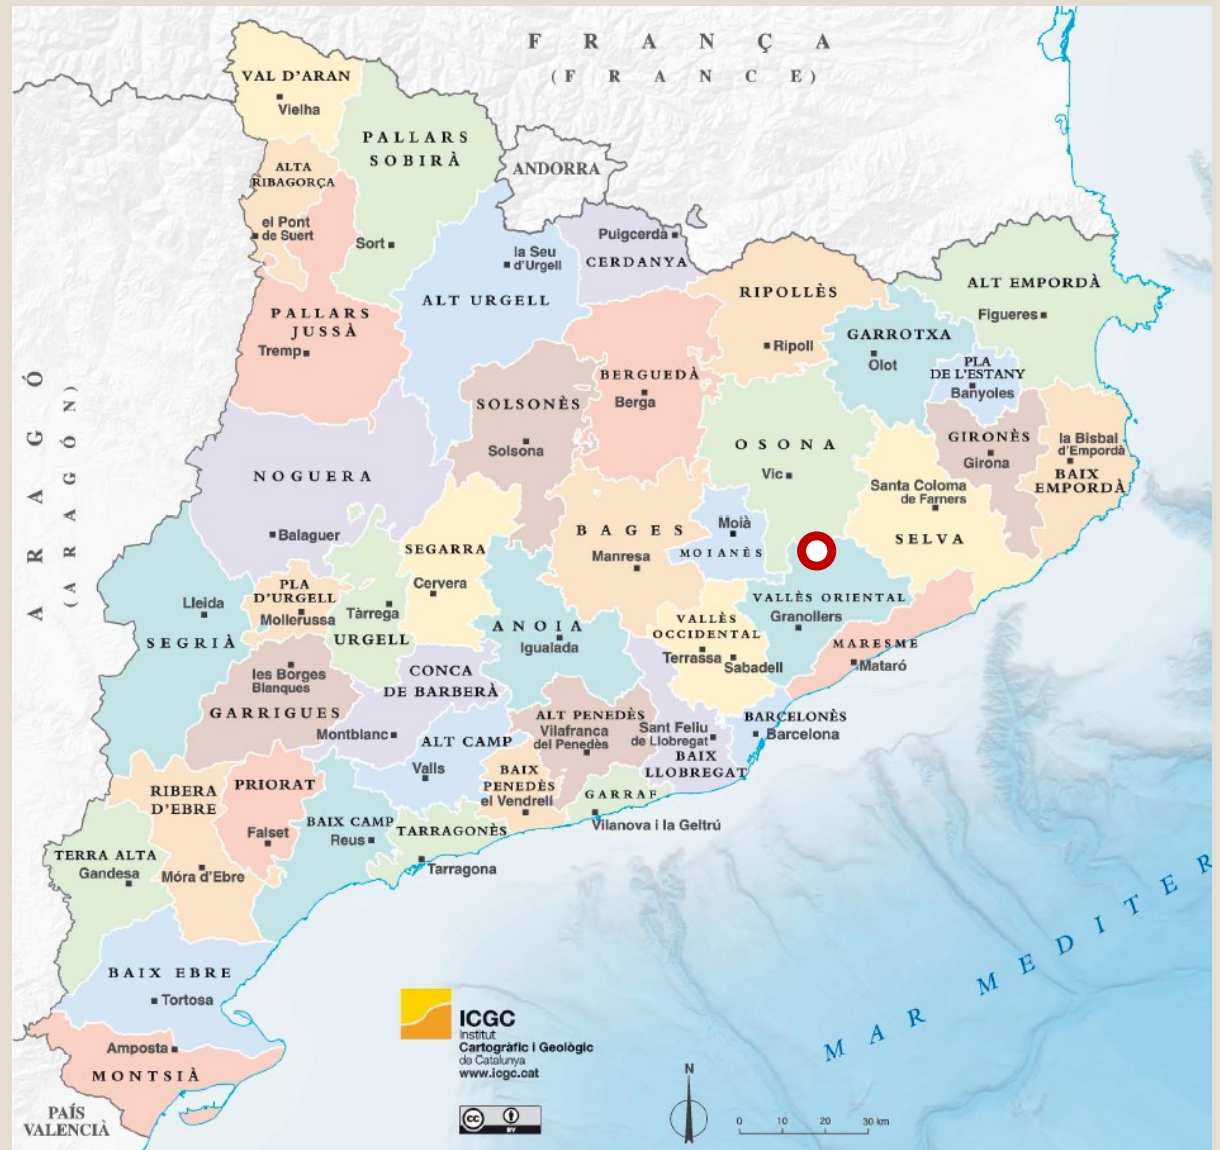 F R A N Ç A
(F R A N C E)
VAL D'ARAN
Vielha
PALLARS
SOBIRÀ
ANDORRA
ALTA
RIBAGORÇA
el Pont
de Suert
Sort
la Seu
d'Urgell
Puigcerdà
CERDANYA
ALT URGELL
RIPOLLÈS
Ripoll
ALT EMPORDÀ
Figueres
GARROTXA
Olot
PLA
DE L'ESTANY
Banyoles
PALLARS
JUSSÀ
Tremp
BERGUEDÀ
Berga
SOLSONÈS
Solsona
OSONA
Vic
GIRONÈS
Girona
la Bisbal
d'Empordà
BAIX
EMPORDÀ
ARAGÓ
(ARAGÓN)
NOGUERA
Balaguer
Santa Coloma
de Farners
SELVA
BAGES
Manresa
Moià
MOIANÈS
SEGARRA
Cervera
PLA
D'URGELL
Mollerussa
Tàrrega
URGELL
Lleida
SEGRIÀ
ANOIA
Igualada
VALLÈS ORIENTAL
Granollers
VALLÈS
OCCIDENTAL
Terrassa
Sabadell
MARESME
Mataró
les Borges
Blanques
GARRIGUES
CONCA
DE BARBERÀ
Montblanc
ALT PENEDÈS
Vilafranca
del Penedès
Sant Feliu
de Llobregat
BAIX
LLOBREGAT
BARCELONÈS
Barcelona
ALT CAMP
Valls
BAIX
PENEDÈS
el Vendrell
GARRAF
Vilanova i la Geltrú
RIBERA
D'EBRE
Móra d'Ebre
PRIORAT
Falset
BAIX CAMP
Reus
TARRAGONÈS
Tarragona
TERRA ALTA
Gandesa
BAIX EBRE
Tortosa
Amposta
MONTSIÀ
PAÍS
VALENCIÀ
MAR MEDITER
ICGC
Institut
Cartogràfic i Geològic
de Catalunya
www.icgc.cat
cc
BY
N
0 10 20 30 km